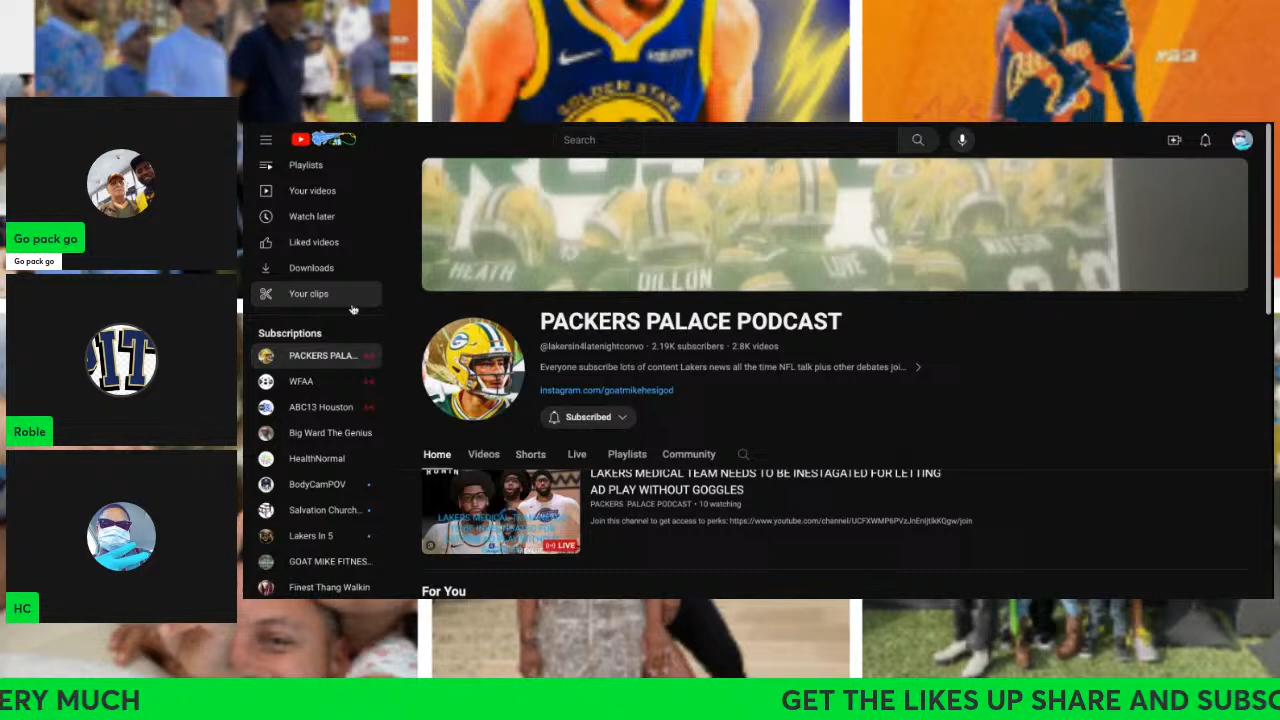 GOLDEN STATE
Search
Playlists
Your videos
Watch later
Liked videos
Downloads
Your clips
Subscriptions
PACKERS PALA...
WFAA
ABC13 Houston
Big Ward The Genius
HealthNormal
BodyCamPOV
Salvation Church...
Lakers In 5
GOAT MIKE FITNES...
Finest Thang Walkin
HEATH
DILLON
LOVE
WATSON
PACKERS PALACE PODCAST
@lakersin4latenightconvo · 2.19K subscribers · 2.8K videos
Everyone subscribe lots of content Lakers news all the time NFL talk plus other debates joi...
instagram.com/goatmikehesigod
Subscribed
Home Videos Shorts Live Playlists Community
LAKERS MEDICAL TEAM NEEDS TO BE INESTAGATED FOR LETTING
AD PLAY WITHOUT GOGGLES
PACKERS PALACE PODCAST • 10 watching
Join this channel to get access to perks: https://www.youtube.com/channel/UCFXWMP6PVzJnEnIjtlkKQgw/join
LIVE
For You
Go pack go
Go pack go
PIT
Roble
HC
ERY MUCH
GET THE LIKES UP SHARE AND SUBSC